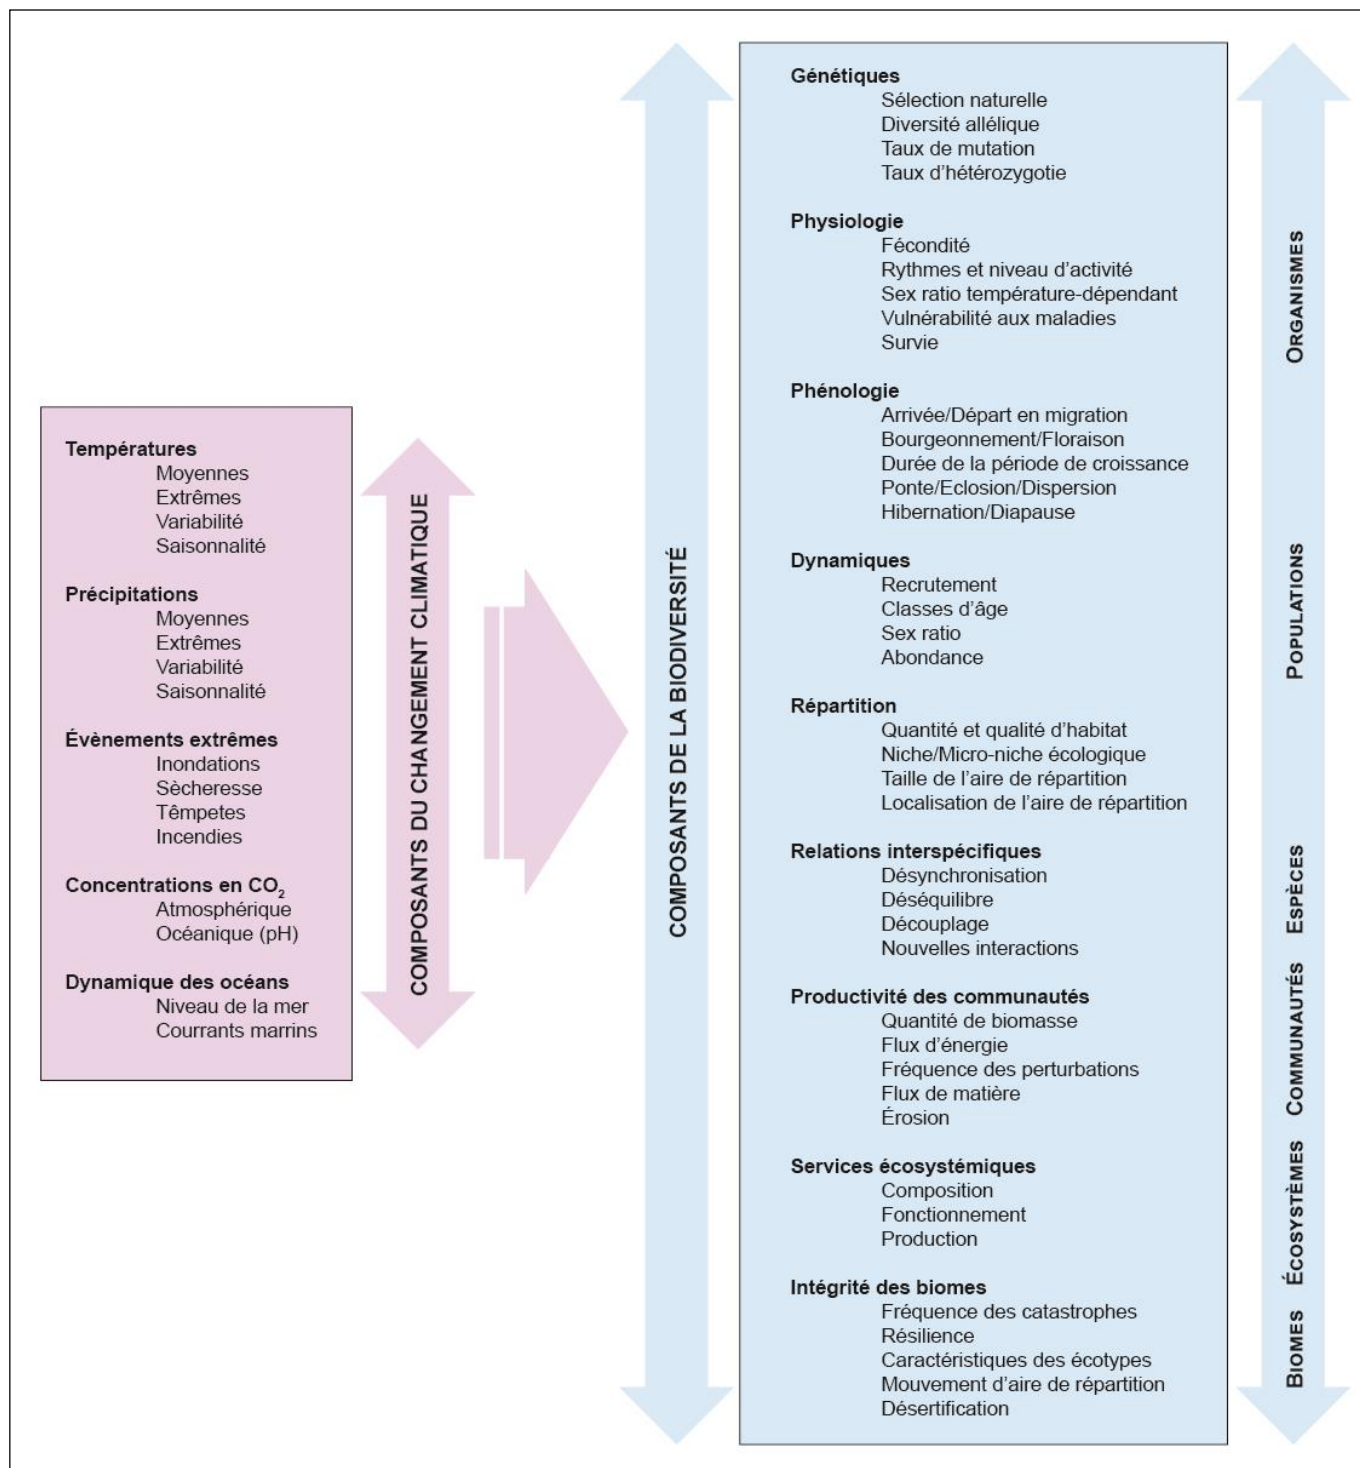 Températures
Moyennes
Extrêmes
Variabilité
Saisonnalité
Précipitations
Moyennes
Extrêmes
Variabilité
Saisonnalité
Évènements extrêmes
Inondations
Sècheresse
Têmpetes
Incendies
Concentrations en CO₂
Atmosphérique
Océanique (pH)
Dynamique des océans
Niveau de la mer
Courrants marrins
COMPOSANTS DU CHANGEMENT CLIMATIQUE
COMPOSANTS DE LA BIODIVERSITÉ
Génétiques
Sélection naturelle
Diversité allélique
Taux de mutation
Taux d’hétérozygotie
Physiologie
Fécondité
Rythmes et niveau d’activité
Sex ratio température-dépendant
Vulnérabilité aux maladies
Survie
Phénologie
Arrivée/Départ en migration
Bourgeonnement/Floraison
Durée de la période de croissance
Ponte/Eclosion/Dispersion
Hibernation/Diapause
Dynamiques
Recrutement
Classes d’âge
Sex ratio
Abondance
Répartition
Quantité et qualité d’habitat
Niche/Micro-niche écologique
Taille de l’aire de répartition
Localisation de l’aire de répartition
Relations interspécifiques
Désynchronisation
Déséquilibre
Découplage
Nouvelles interactions
Productivité des communautés
Quantité de biomasse
Flux d’énergie
Fréquence des perturbations
Flux de matière
Érosion
Services écosystémiques
Composition
Fonctionnement
Production
Intégrité des biomes
Fréquence des catastrophes
Résilience
Caractéristiques des écotypes
Mouvement d’aire de répartition
Désertification
ORGANISMES
POPULATIONS
ESPÈCES
COMMUNAUTÉS
ÉCOSYSTÈMES
BIOMES